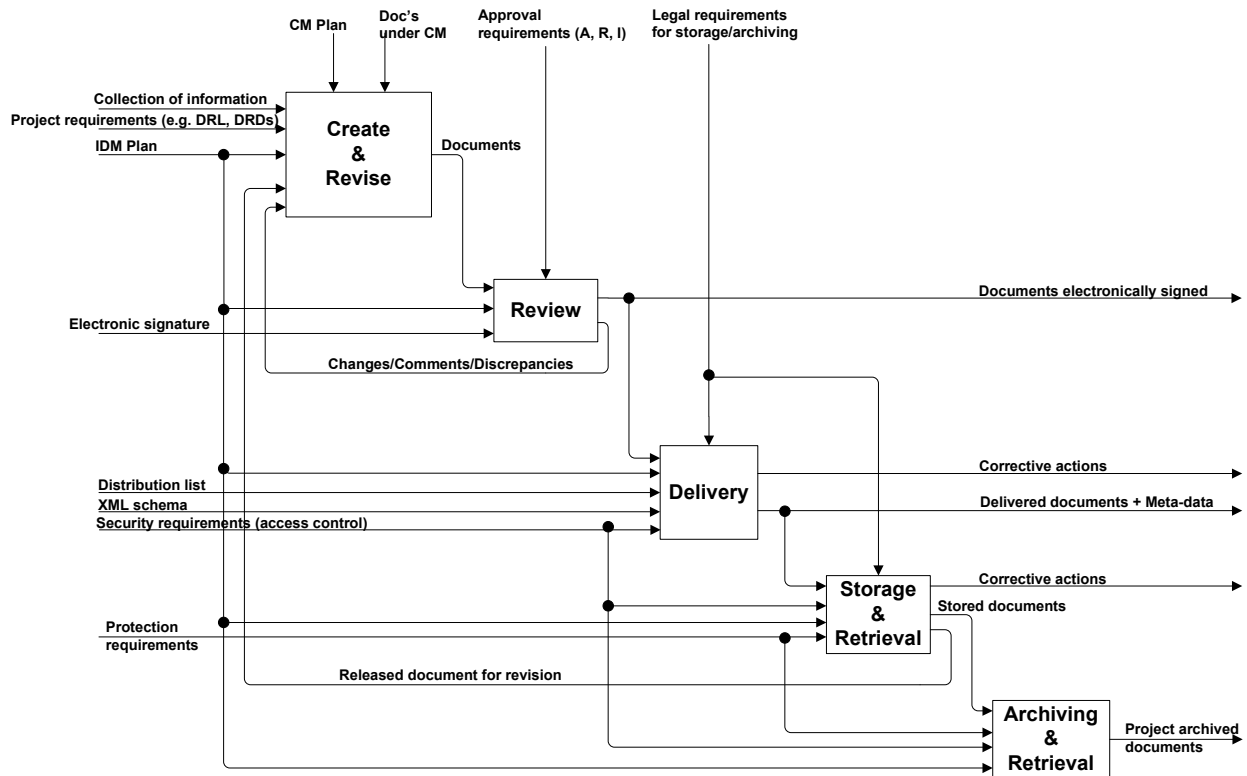 CM Plan
Doc's
under CM
Approval
requirements (A, R, I)
Legal requirements
for storage/archiving
Collection of information
Project requirements (e.g. DRL, DRDs)
IDM Plan
Create
&
Revise
Documents
Review
Documents electronically signed
Electronic signature
Changes/Comments/Discrepancies
Delivery
Corrective actions
Distribution list
XML schema
Security requirements (access control)
Delivered documents + Meta-data
Storage
&
Retrieval
Corrective actions
Stored documents
Protection
requirements
Released document for revision
Archiving
&
Retrieval
Project archived
documents